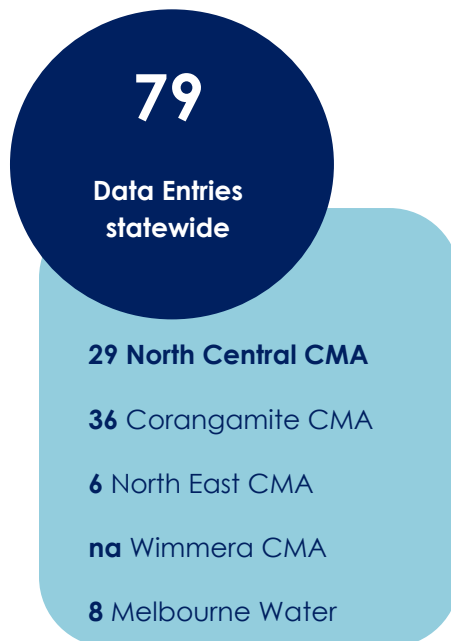 79
Data Entries
statewide
29 North Central CMA
36 Corangamite CMA
6 North East CMA
na Wimmera CMA
8 Melbourne Water